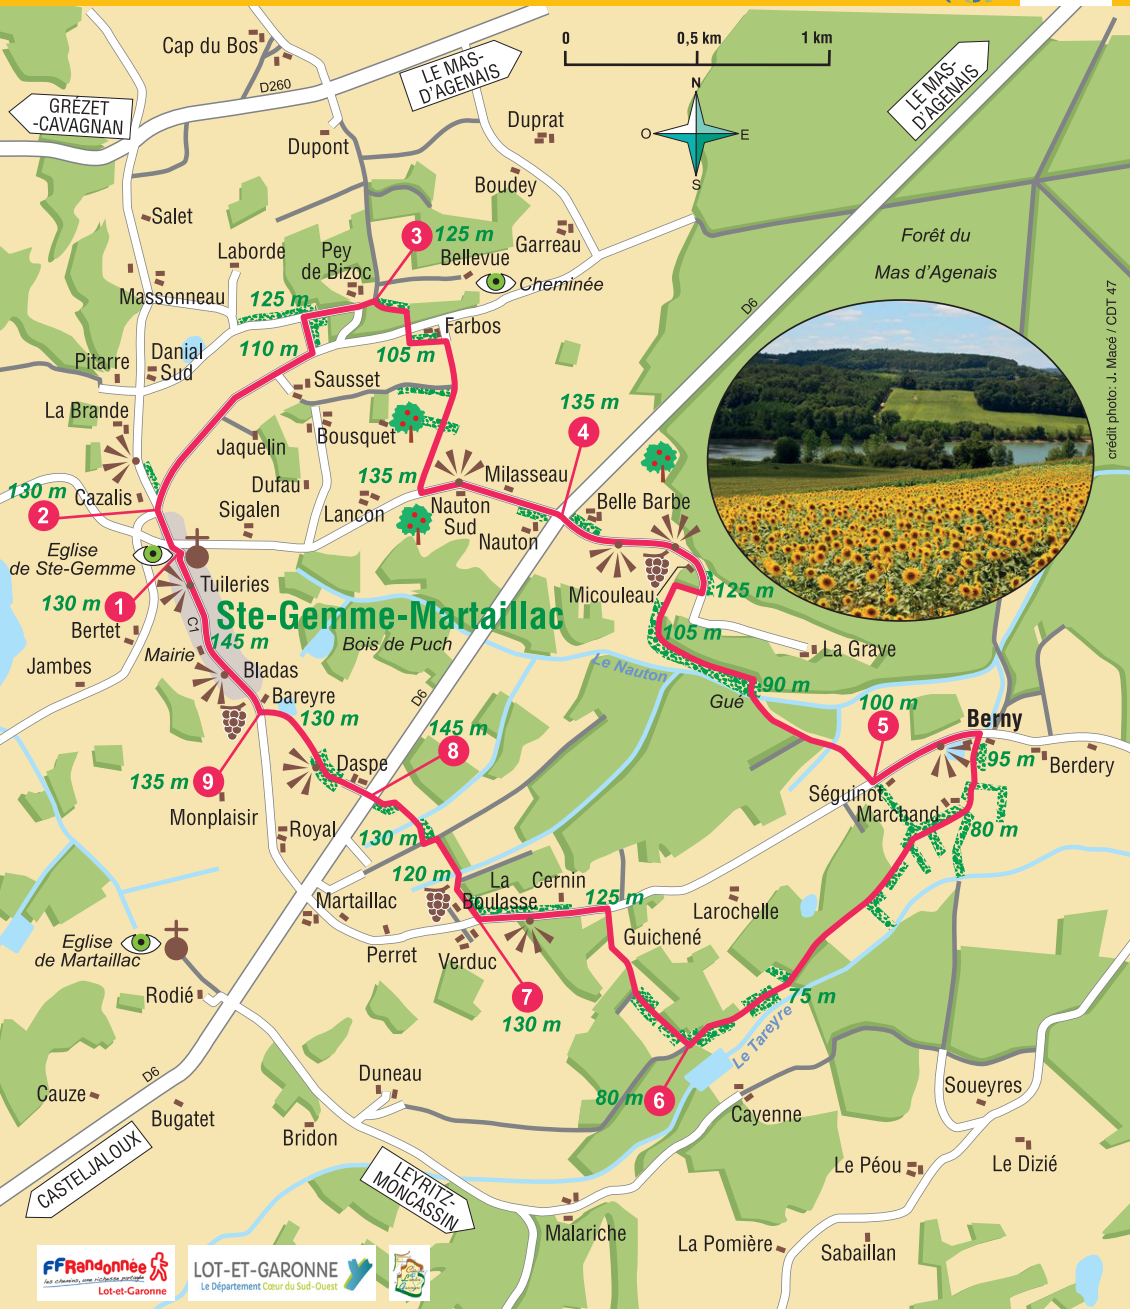 Cap du Bos
0
0,5 km
1 km
D260
LE MAS-
D'AGENAIS
LE MAS-
D'AGENAIS
GRÉZET
-CAVAGNAN
N
O
E
S
Dupont
Duprat
Boudey
Salet
3
125 m
Garreau
Forêt du
Mas d'Agenais
Laborde
Pey
de Bizoc
Bellevue
Cheminée
Massonneau
125 m
D6
Farbos
110 m
105 m
Pitarre
Danial
Sud
Sausset
crédit photo: J. Macé / CDT 47
La Brande
Bousquet
135 m
4
Jaquelin
130 m
2
Cazalis
Dufau
135 m
Milasseau
Sigalen
Lancon
Nauton
Sud
Belle Barbe
Nauton
Eglise
de Ste-Gemme
Tuileries
Micouleau
125 m
130 m
1
Ste-Gemme-Martaillac
Bertet
C1
145 m
Bois de Puch
105 m
Mairie
La Grave
Jambes
Bladas
Le Nauton
Bareyre
90 m
D6
Gué
100 m
5
130 m
145 m
8
Berny
95 m
Berdery
135 m
9
Daspe
Séguinot
Monplaisir
Marchand
Royal
130 m
80 m
120 m
La
Boulasse
Cernin
125 m
Martaillac
Larochelle
Guichené
Eglise
de Martaillac
Perret
Verduc
Rodié
7
130 m
75 m
Le Tareyre
D6
Duneau
Cauze
80 m
6
Soueyres
Bugatet
Cayenne
Bridon
CASTELJALOUX
LEYRITZ-
MONCASSIN
Le Péou
Le Dizié
Malariche
La Pomière
Sabaillan
FFRandonnée
les chemins, une richesse partagée
Lot-et-Garonne
LOT-ET-GARONNE
Le Département Cœur du Sud-Ouest